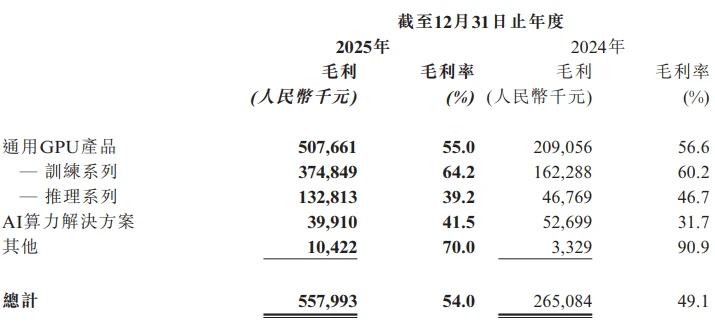 截至12月31日止年度
2025年 2024年
毛利 毛利率 毛利 毛利率
(人民幣千元) (%) (人民幣千元) (%)
通用GPU產品 507,661 55.0 209,056 56.6
— 訓練系列 374,849 64.2 162,288 60.2
— 推理系列 132,813 39.2 46,769 46.7
AI算力解決方案 39,910 41.5 52,699 31.7
其他 10,422 70.0 3,329 90.9
總計 557,993 54.0 265,084 49.1